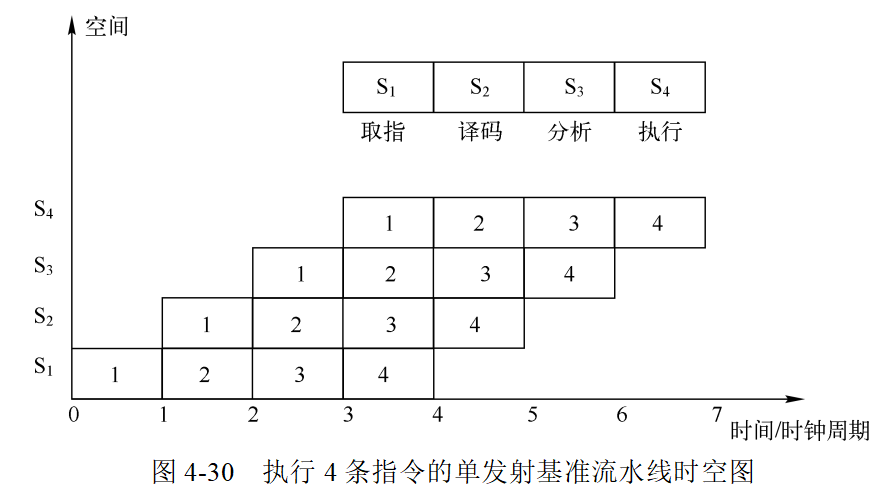 空间
S₁ S₂ S₃ S₄
取指 译码 分析 执行
S₄ 1 2 3 4
S₃ 1 2 3 4
S₂ 1 2 3 4
S₁ 1 2 3 4
0 1 2 3 4 5 6 7
时间/时钟周期
图 4-30 执行 4 条指令的单发射基准流水线时空图